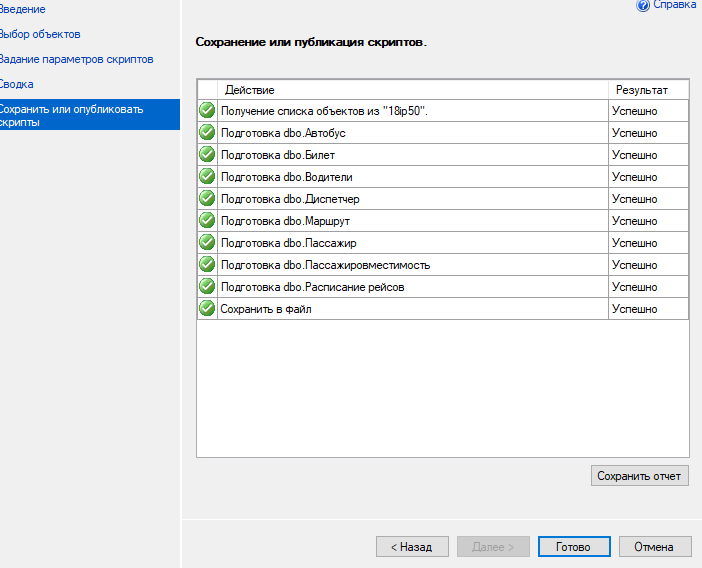 Справка
Введение
Выбор объектов
Задание параметров скриптов
Сводка
Сохранить или опубликовать
скрипты
Сохранение или публикация скриптов.
Действие Результат
Получение списка объектов из "18ip50". Успешно
Подготовка dbo.Автобус Успешно
Подготовка dbo.Билет Успешно
Подготовка dbo.Водители Успешно
Подготовка dbo.Диспетчер Успешно
Подготовка dbo.Маршрут Успешно
Подготовка dbo.Пассажир Успешно
Подготовка dbo.Пассажировместимость Успешно
Подготовка dbo.Расписание рейсов Успешно
Сохранить в файл Успешно
Сохранить отчет
< Назад Далее > Готово Отмена